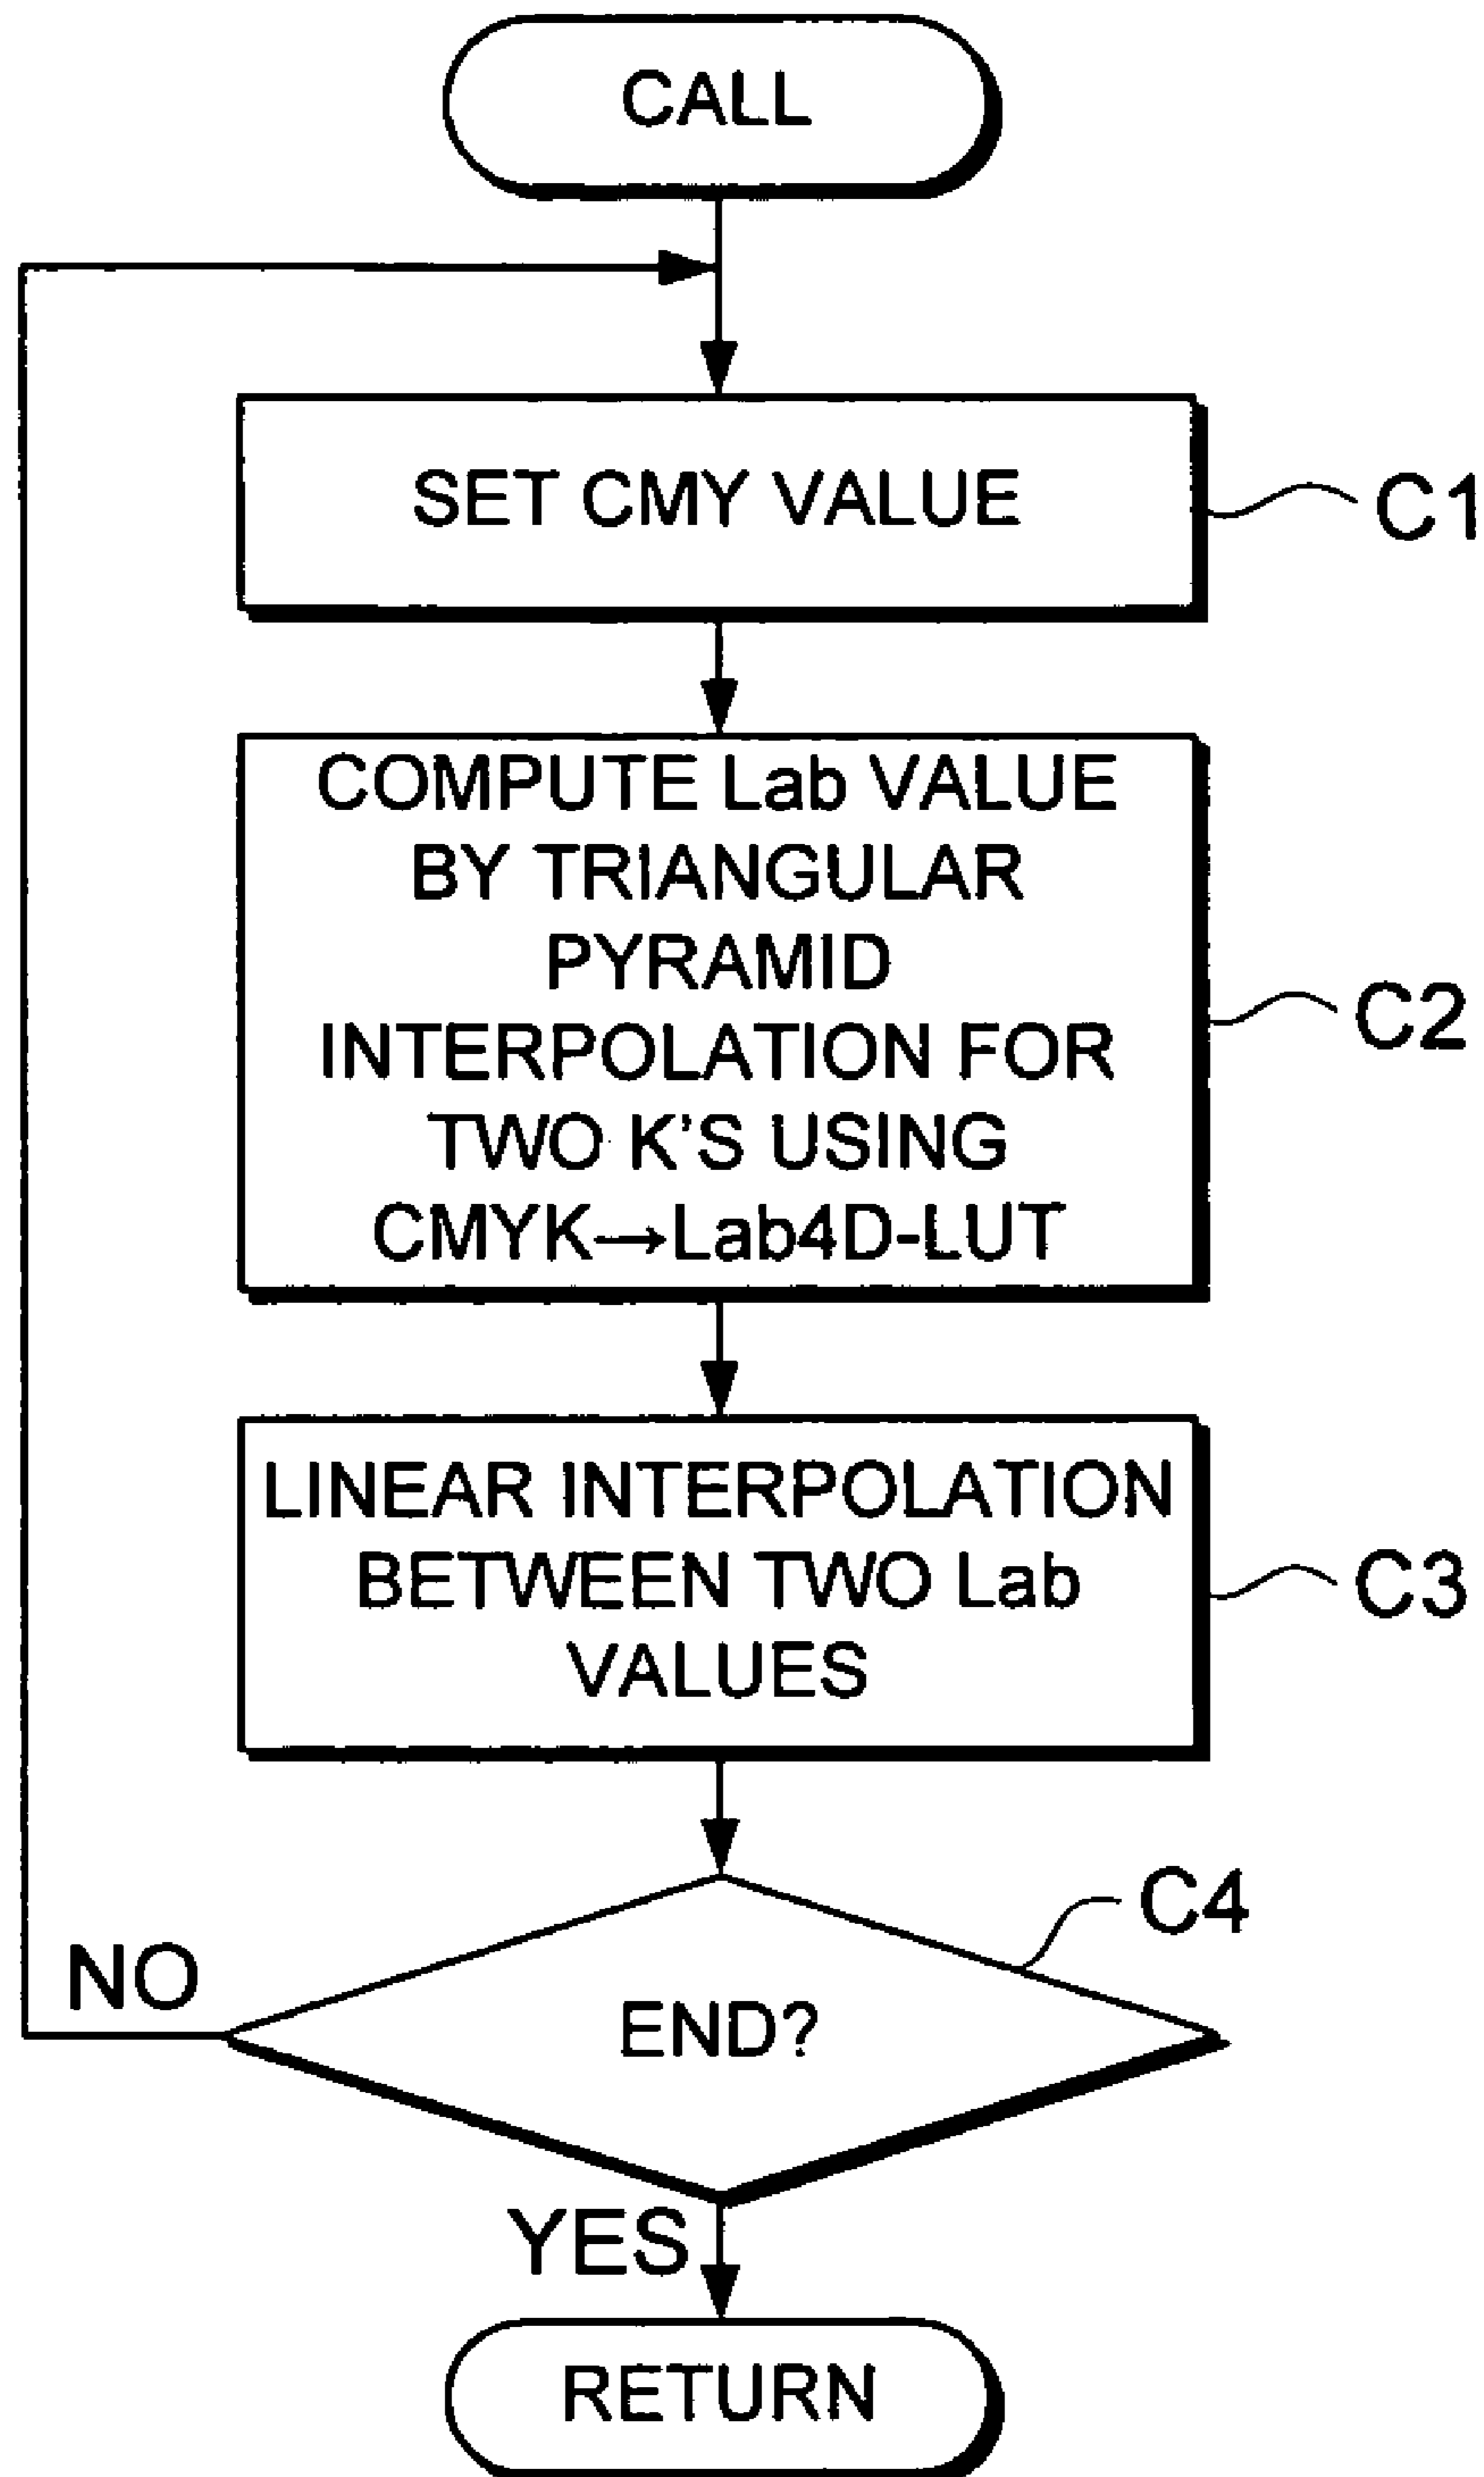 CALL
SET CMY VALUE
C1
COMPUTE Lab VALUE
BY TRIANGULAR
PYRAMID
INTERPOLATION FOR
TWO K'S USING
CMYK→Lab4D-LUT
C2
LINEAR INTERPOLATION
BETWEEN TWO Lab
VALUES
C3
C4
END?
NO
YES
RETURN